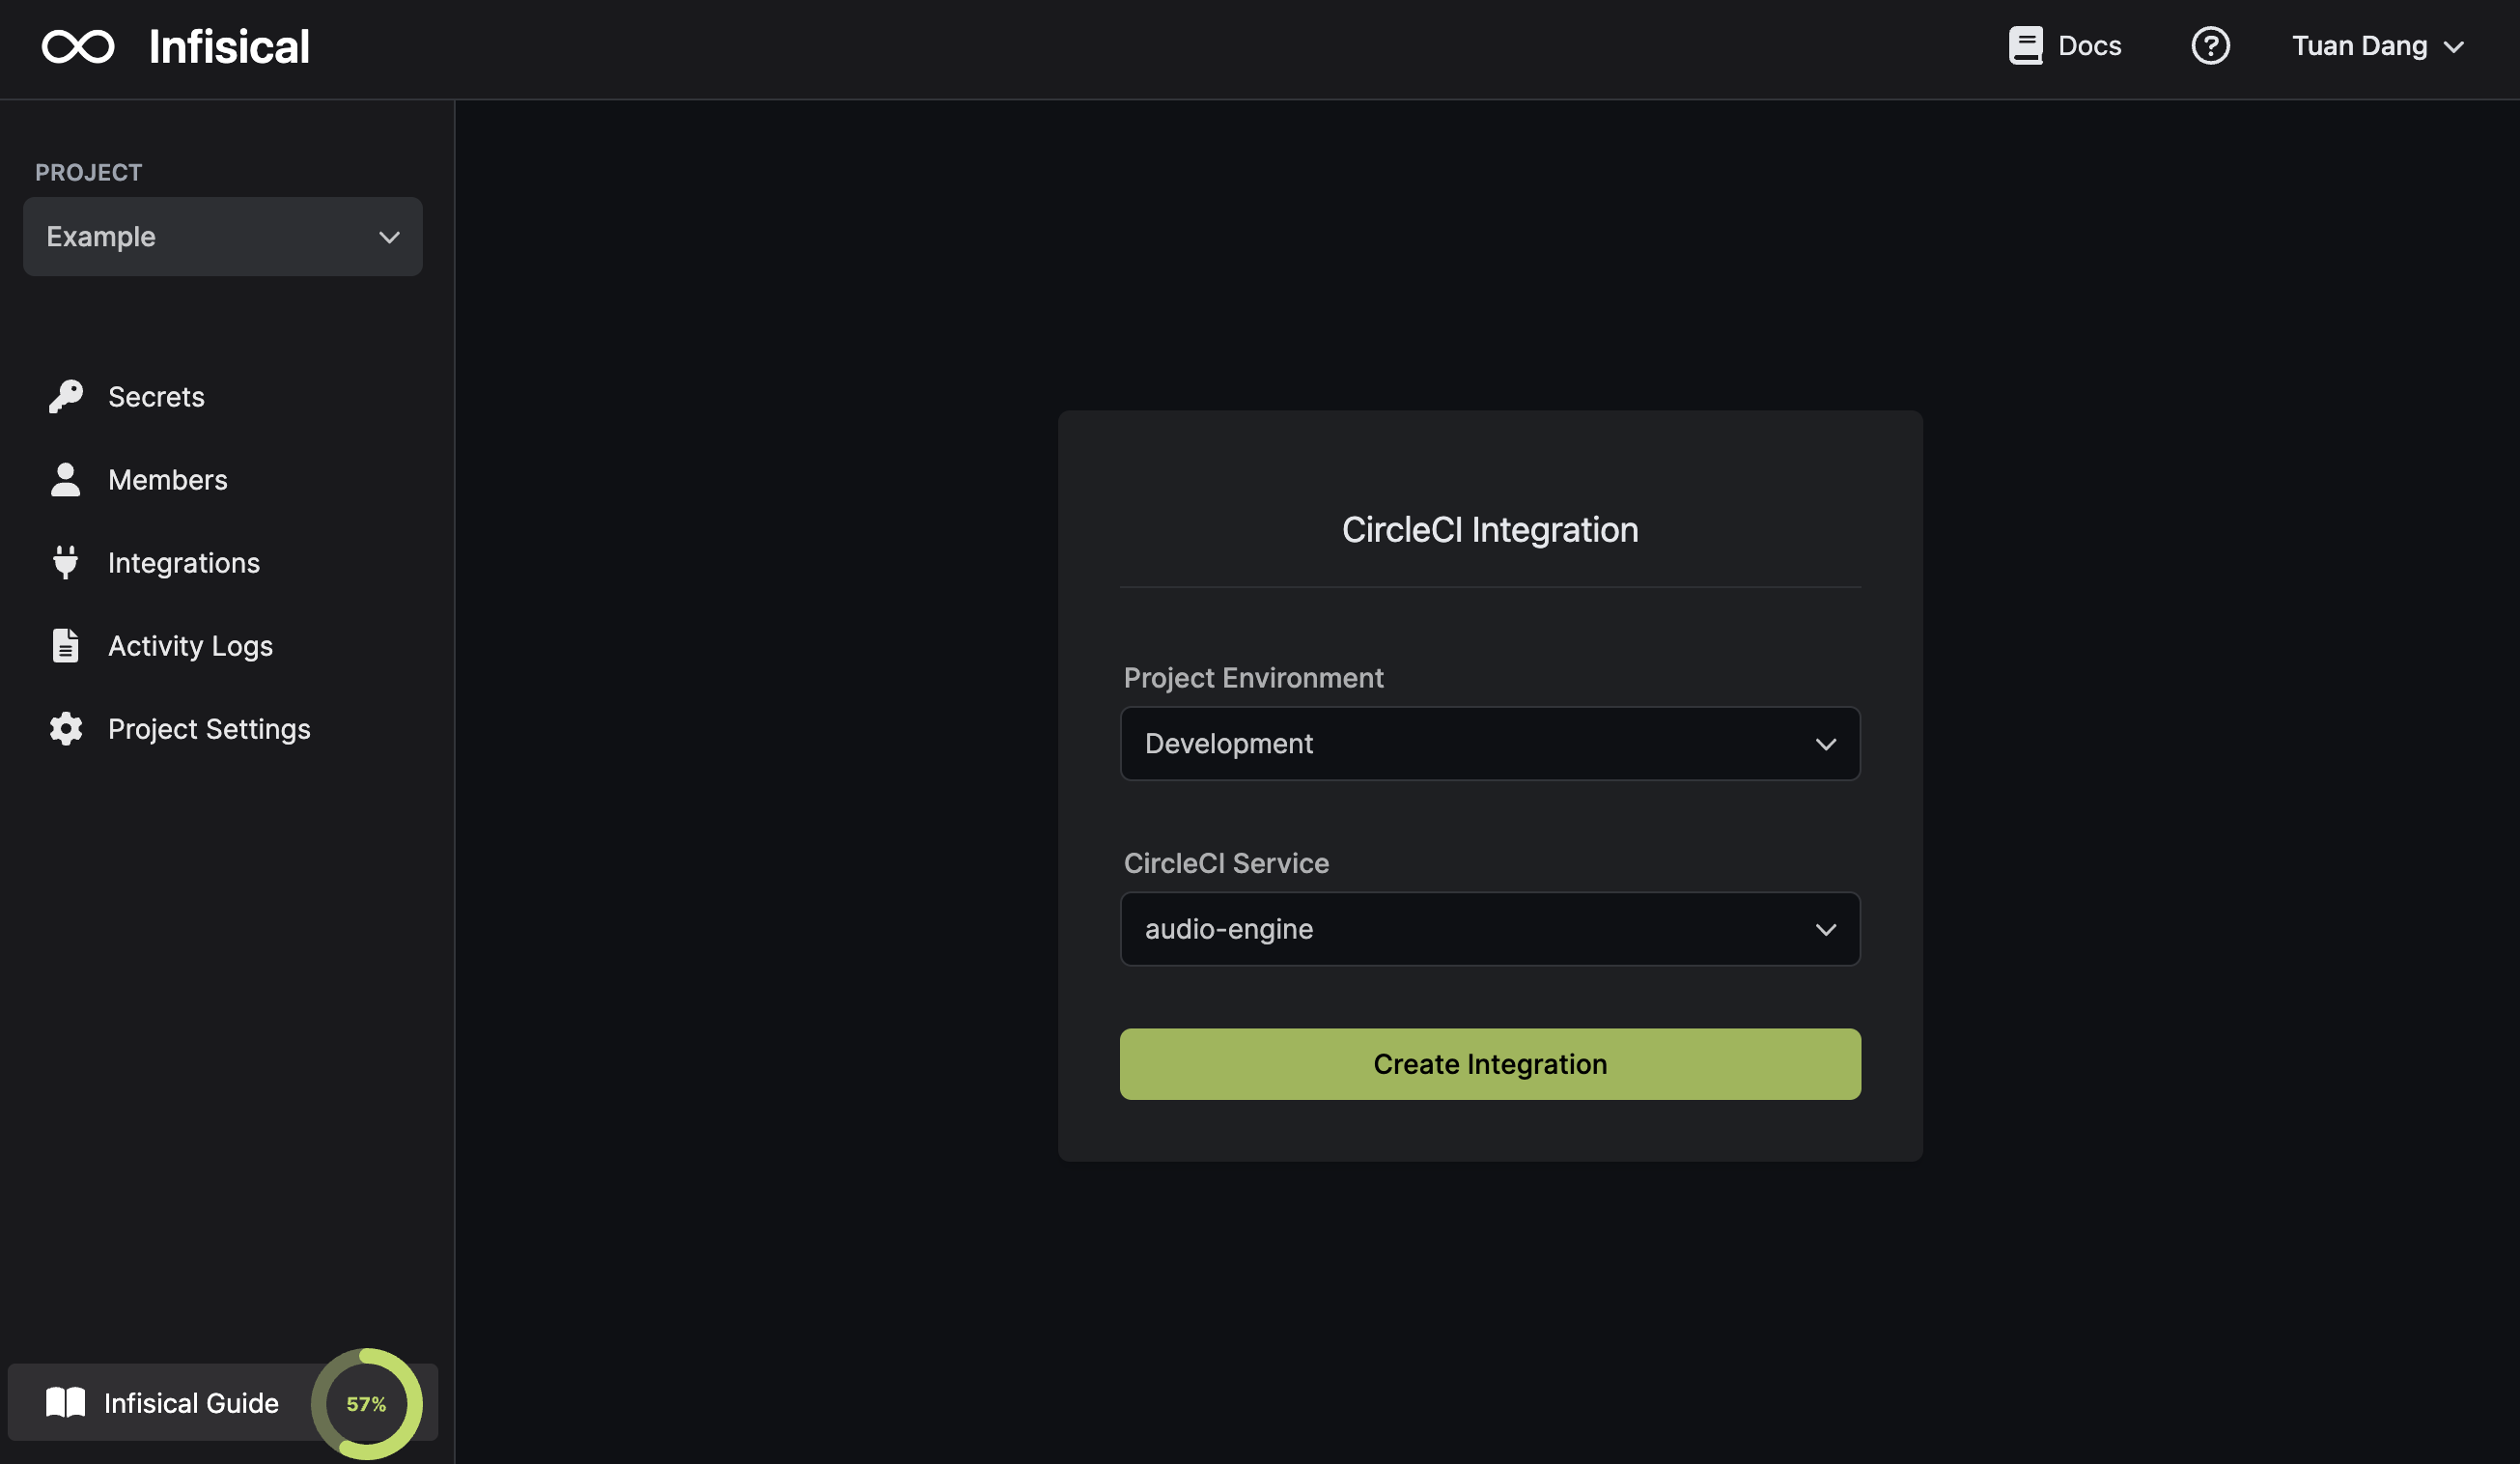 Infisical
Docs
?
Tuan Dang
PROJECT
Example
Secrets
Members
Integrations
Activity Logs
Project Settings
CircleCI Integration
Project Environment
Development
CircleCI Service
audio-engine
Create Integration
Infisical Guide
57%